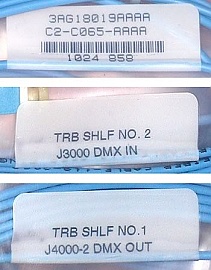 3AG18019AAAA
C2-C065-AAAA
1024 858
TRB SHLF NO. 2
J3000 DMX IN
TRB SHLF NO.1
J4000-2 DMX OUT